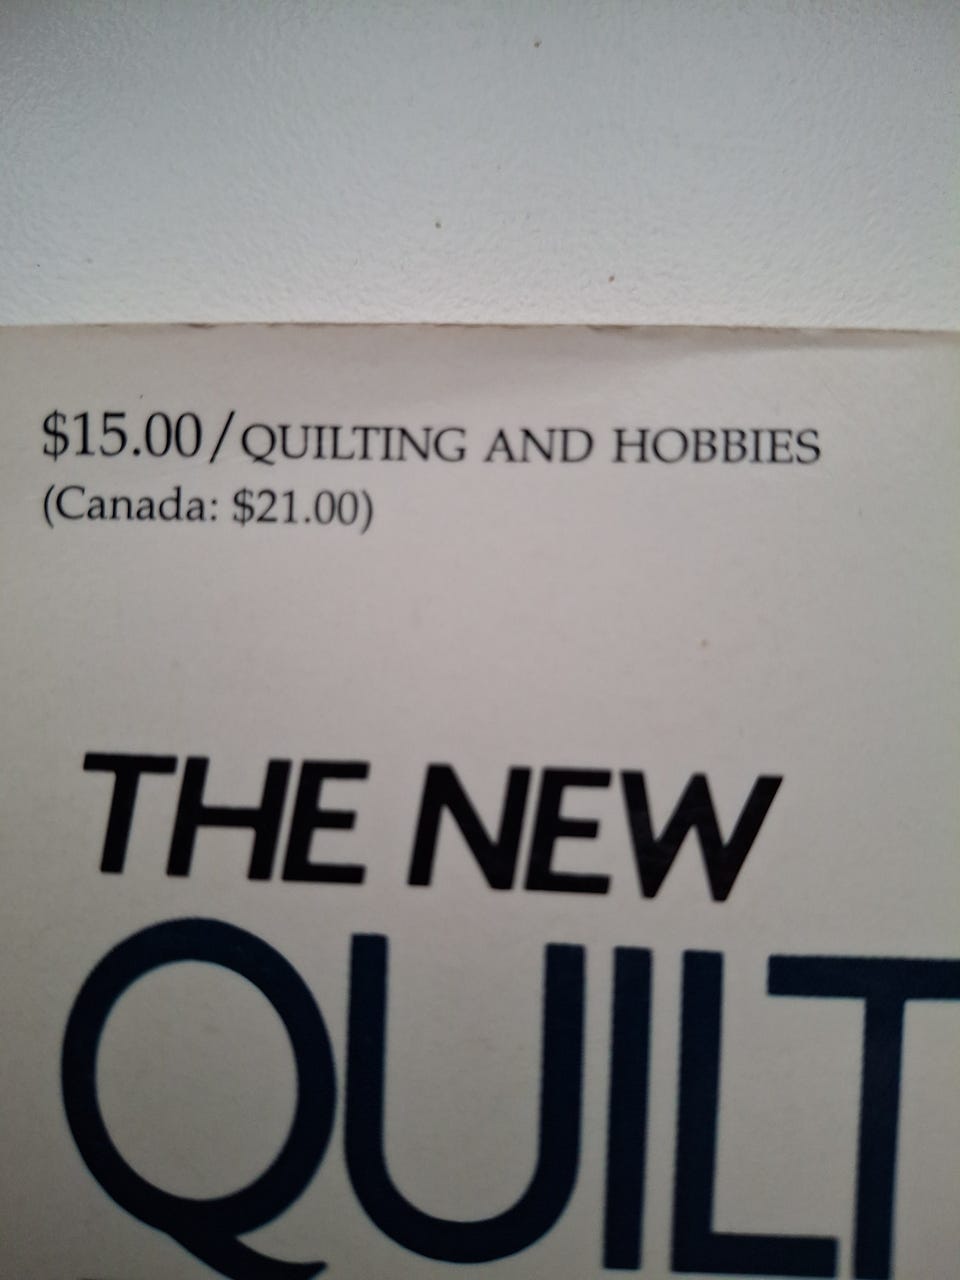 $15.00/QUILTING AND HOBBIES
(Canada: $21.00)
THE NEW
QUILT